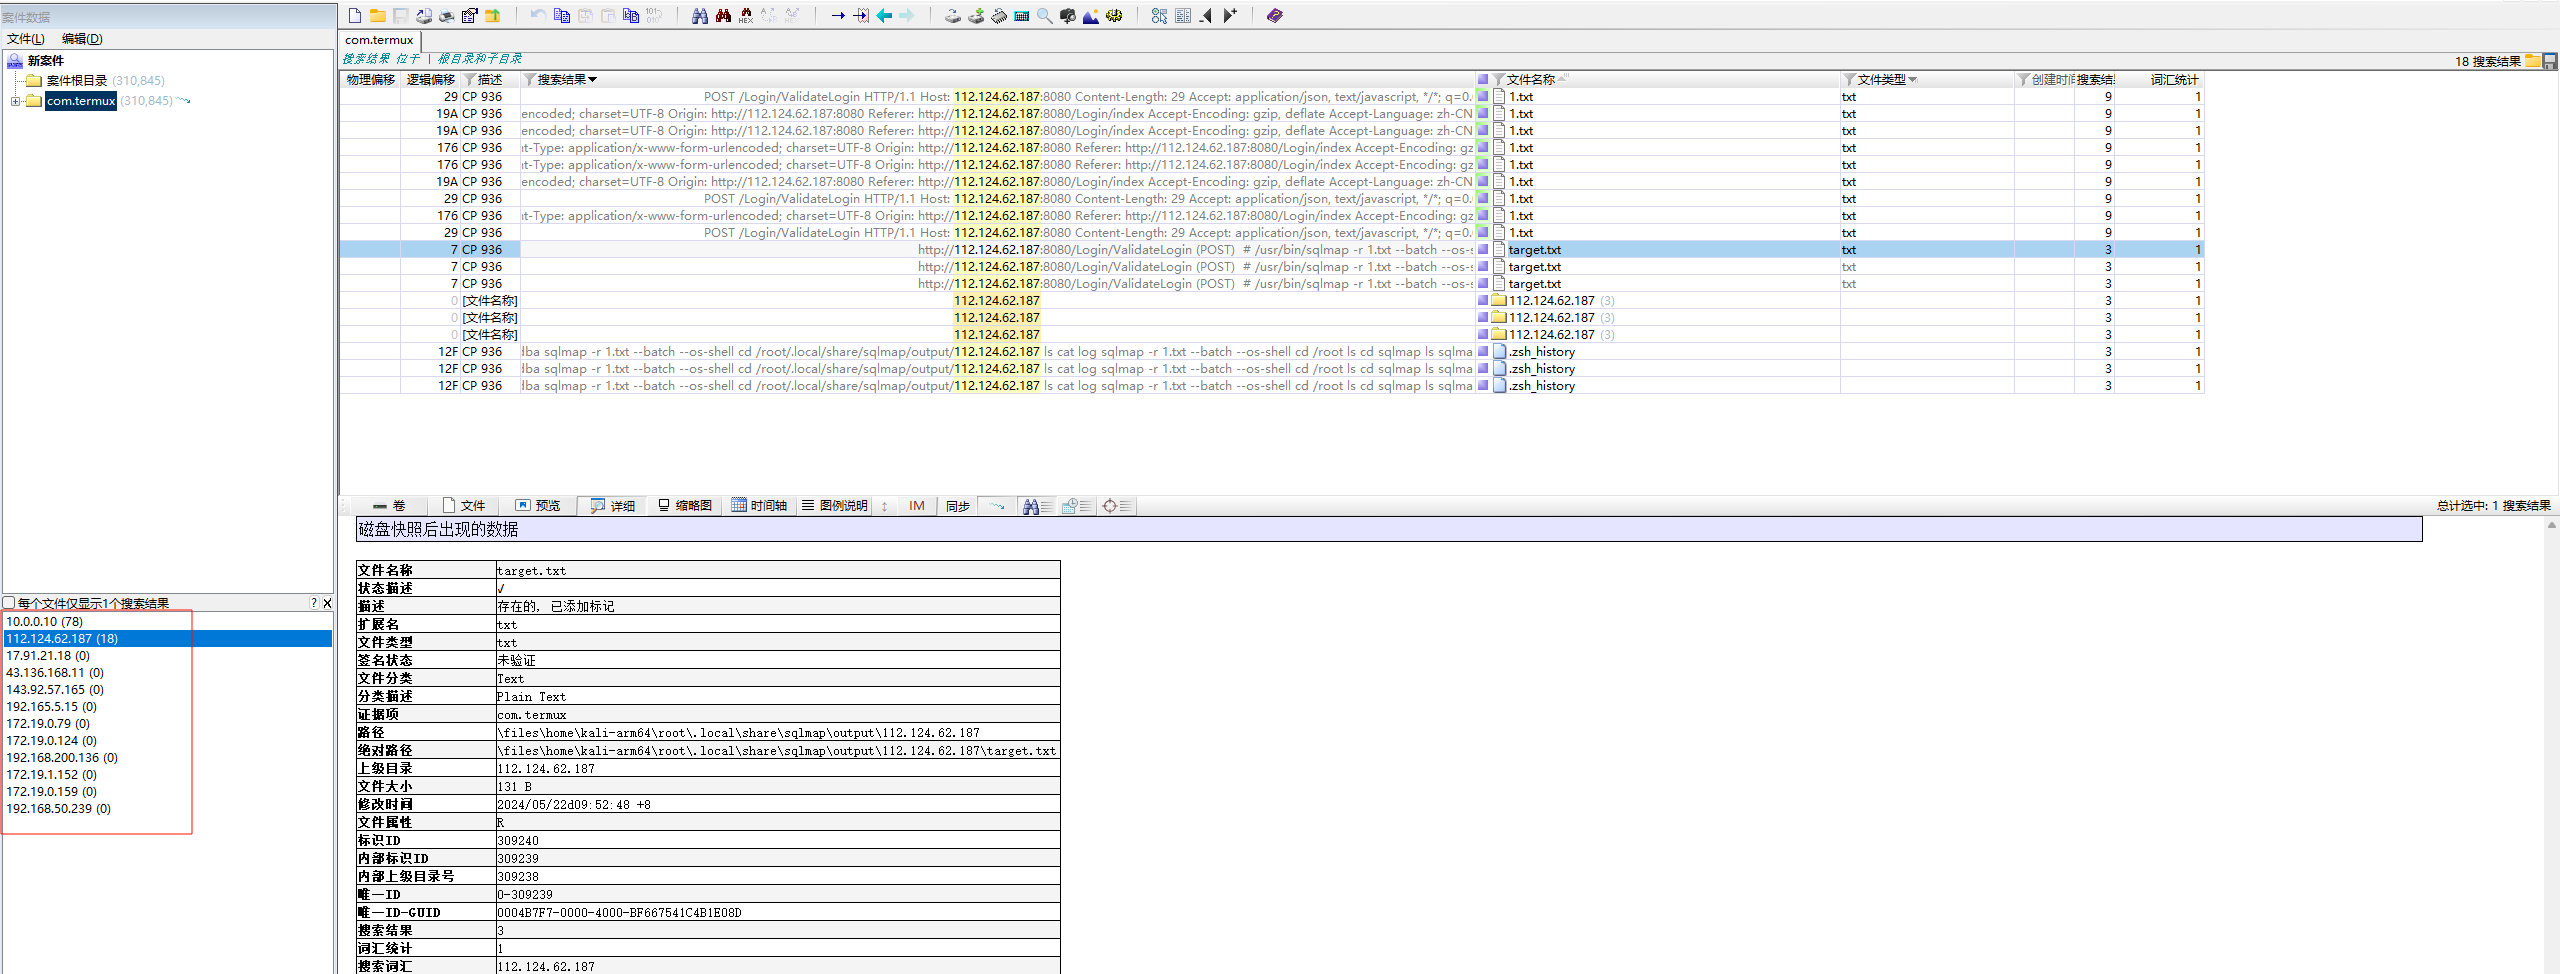 案件数据
文件(L) 编辑(D)
新案件
案件根目录 (310,845)
com.termux (310,845)
com.termux
搜索结果 位于 | 根目录和子目录
18 搜索结果
物理偏移 逻辑偏移 描述 搜索结果 文件名称 文件类型 创建时间 搜索结 词汇统计
29 CP 936 POST /Login/ValidateLogin HTTP/1.1 Host: 112.124.62.187:8080 Content-Length: 29 Accept: application/json, text/javascript, */*; q=0. 1.txt txt 9 1
19A CP 936 encoded; charset=UTF-8 Origin: http://112.124.62.187:8080 Referer: http://112.124.62.187:8080/Login/index Accept-Encoding: gzip, deflate Accept-Language: zh-CN 1.txt txt 9 1
19A CP 936 encoded; charset=UTF-8 Origin: http://112.124.62.187:8080 Referer: http://112.124.62.187:8080/Login/index Accept-Encoding: gzip, deflate Accept-Language: zh-CN 1.txt txt 9 1
176 CP 936 nt-Type: application/x-www-form-urlencoded; charset=UTF-8 Origin: http://112.124.62.187:8080 Referer: http://112.124.62.187:8080/Login/index Accept-Encoding: gz 1.txt txt 9 1
176 CP 936 nt-Type: application/x-www-form-urlencoded; charset=UTF-8 Origin: http://112.124.62.187:8080 Referer: http://112.124.62.187:8080/Login/index Accept-Encoding: gz 1.txt txt 9 1
19A CP 936 encoded; charset=UTF-8 Origin: http://112.124.62.187:8080 Referer: http://112.124.62.187:8080/Login/index Accept-Encoding: gzip, deflate Accept-Language: zh-CN 1.txt txt 9 1
29 CP 936 POST /Login/ValidateLogin HTTP/1.1 Host: 112.124.62.187:8080 Content-Length: 29 Accept: application/json, text/javascript, */*; q=0. 1.txt txt 9 1
176 CP 936 nt-Type: application/x-www-form-urlencoded; charset=UTF-8 Origin: http://112.124.62.187:8080 Referer: http://112.124.62.187:8080/Login/index Accept-Encoding: gz 1.txt txt 9 1
29 CP 936 POST /Login/ValidateLogin HTTP/1.1 Host: 112.124.62.187:8080 Content-Length: 29 Accept: application/json, text/javascript, */*; q=0. 1.txt txt 9 1
7 CP 936 http://112.124.62.187:8080/Login/ValidateLogin (POST) # /usr/bin/sqlmap -r 1.txt --batch --os-s target.txt txt 3 1
7 CP 936 http://112.124.62.187:8080/Login/ValidateLogin (POST) # /usr/bin/sqlmap -r 1.txt --batch --os-s target.txt txt 3 1
7 CP 936 http://112.124.62.187:8080/Login/ValidateLogin (POST) # /usr/bin/sqlmap -r 1.txt --batch --os-s target.txt txt 3 1
0 [文件名称] 112.124.62.187 112.124.62.187 (3) 3 1
0 [文件名称] 112.124.62.187 112.124.62.187 (3) 3 1
0 [文件名称] 112.124.62.187 112.124.62.187 (3) 3 1
12F CP 936 dba sqlmap -r 1.txt --batch --os-shell cd /root/.local/share/sqlmap/output/112.124.62.187 ls cat log sqlmap -r 1.txt --batch --os-shell cd /root ls cd sqlmap ls sqlma .zsh_history 3 1
12F CP 936 dba sqlmap -r 1.txt --batch --os-shell cd /root/.local/share/sqlmap/output/112.124.62.187 ls cat log sqlmap -r 1.txt --batch --os-shell cd /root ls cd sqlmap ls sqlma .zsh_history 3 1
12F CP 936 dba sqlmap -r 1.txt --batch --os-shell cd /root/.local/share/sqlmap/output/112.124.62.187 ls cat log sqlmap -r 1.txt --batch --os-shell cd /root ls cd sqlmap ls sqlma .zsh_history 3 1
卷 文件 预览 详细 缩略图 时间轴 图例说明 IM 同步 总计选中: 1 搜索结果
每个文件仅显示1个搜索结果 ? X
10.0.0.10 (78)
112.124.62.187 (18)
17.91.21.18 (0)
43.136.168.11 (0)
143.92.57.165 (0)
192.165.5.15 (0)
172.19.0.79 (0)
172.19.0.124 (0)
192.168.200.136 (0)
172.19.1.152 (0)
172.19.0.159 (0)
192.168.50.239 (0)
磁盘快照后出现的数据
文件名称 target.txt
状态描述 √
描述 存在的, 已添加标记
扩展名 txt
文件类型 txt
签名状态 未验证
文件分类 Text
分类描述 Plain Text
证据项 com.termux
路径 \files\home\kali-arm64\root\.local\share\sqlmap\output\112.124.62.187
绝对路径 \files\home\kali-arm64\root\.local\share\sqlmap\output\112.124.62.187\target.txt
上级目录 112.124.62.187
文件大小 131 B
修改时间 2024/05/22d09:52:48 +8
文件属性 R
标识ID 309240
内部标识ID 309239
内部上级目录号 309238
唯一ID 0-309239
唯一ID-GUID 0004B7F7-0000-4000-BF667541C4B1E08D
搜索结果 3
词汇统计 1
搜索词汇 112.124.62.187